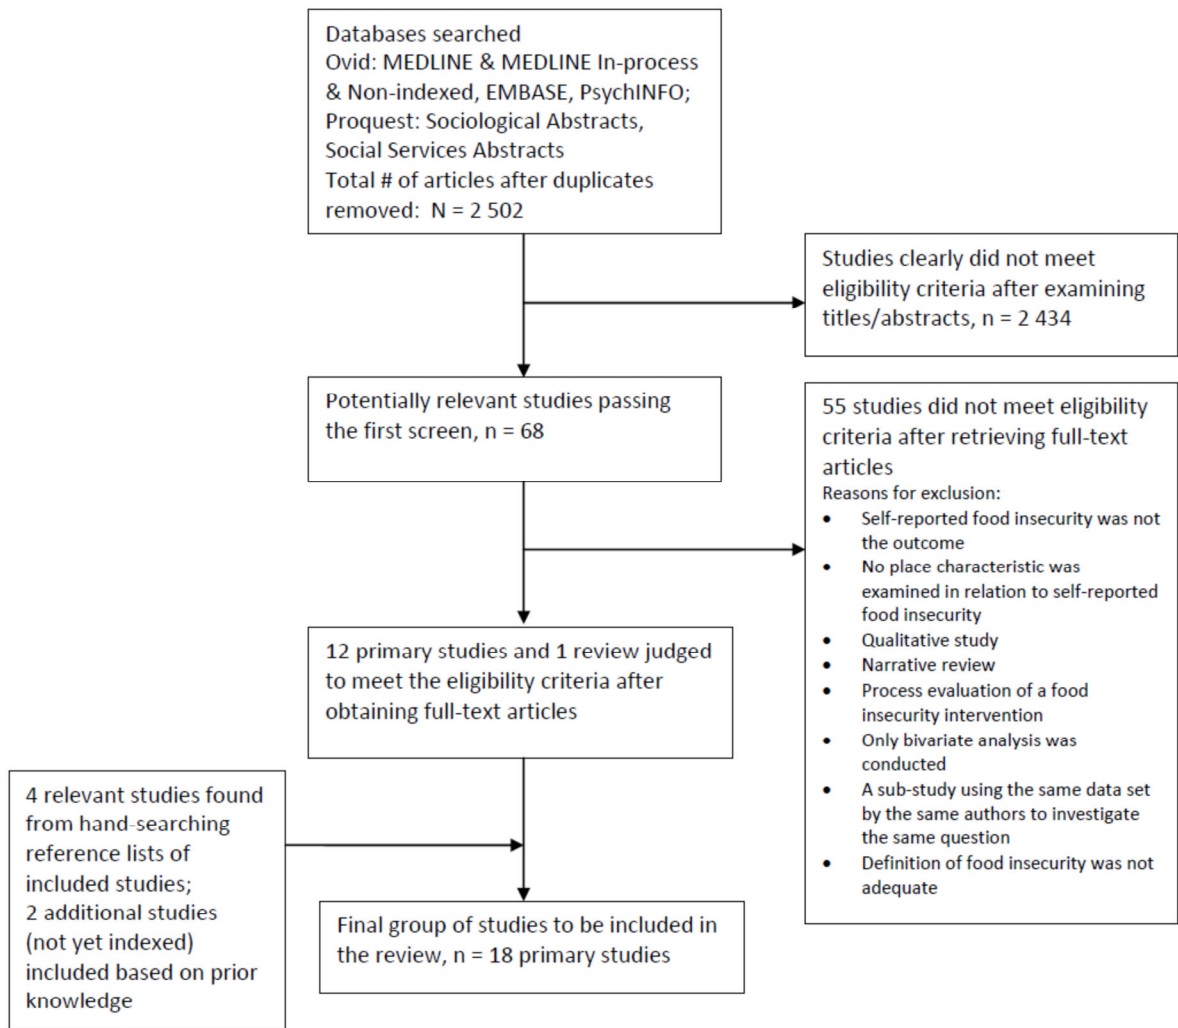 Databases searched
Ovid: MEDLINE & MEDLINE In-process
& Non-indexed, EMBASE, PsychINFO;
Proquest: Sociological Abstracts,
Social Services Abstracts
Total # of articles after duplicates
removed:  N = 2 502
Studies clearly did not meet
eligibility criteria after examining
titles/abstracts, n = 2 434
Potentially relevant studies passing
the first screen, n = 68
55 studies did not meet eligibility
criteria after retrieving full-text
articles
Reasons for exclusion:
• Self-reported food insecurity was not
the outcome
• No place characteristic was
examined in relation to self-reported
food insecurity
• Qualitative study
• Narrative review
• Process evaluation of a food
insecurity intervention
• Only bivariate analysis was
conducted
• A sub-study using the same data set
by the same authors to investigate
the same question
• Definition of food insecurity was not
adequate
12 primary studies and 1 review judged
to meet the eligibility criteria after
obtaining full-text articles
4 relevant studies found
from hand-searching
reference lists of
included studies;
2 additional studies
(not yet indexed)
included based on prior
knowledge
Final group of studies to be included in
the review, n = 18 primary studies